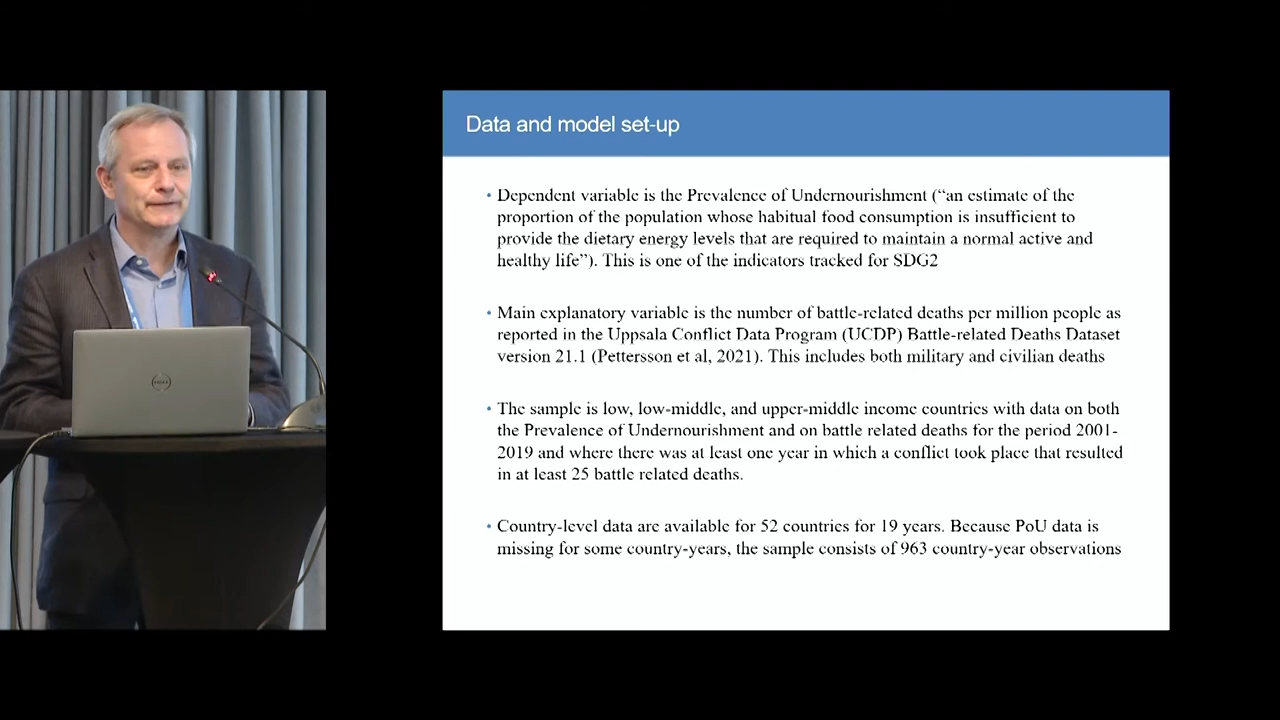 Data and model set-up
• Dependent variable is the Prevalence of Undernourishment (“an estimate of the
proportion of the population whose habitual food consumption is insufficient to
provide the dietary energy levels that are required to maintain a normal active and
healthy life”). This is one of the indicators tracked for SDG2
• Main explanatory variable is the number of battle-related deaths per million people as
reported in the Uppsala Conflict Data Program (UCDP) Battle-related Deaths Dataset
version 21.1 (Pettersson et al, 2021). This includes both military and civilian deaths
• The sample is low, low-middle, and upper-middle income countries with data on both
the Prevalence of Undernourishment and on battle related deaths for the period 2001-
2019 and where there was at least one year in which a conflict took place that resulted
in at least 25 battle related deaths.
• Country-level data are available for 52 countries for 19 years. Because PoU data is
missing for some country-years, the sample consists of 963 country-year observations
DELL